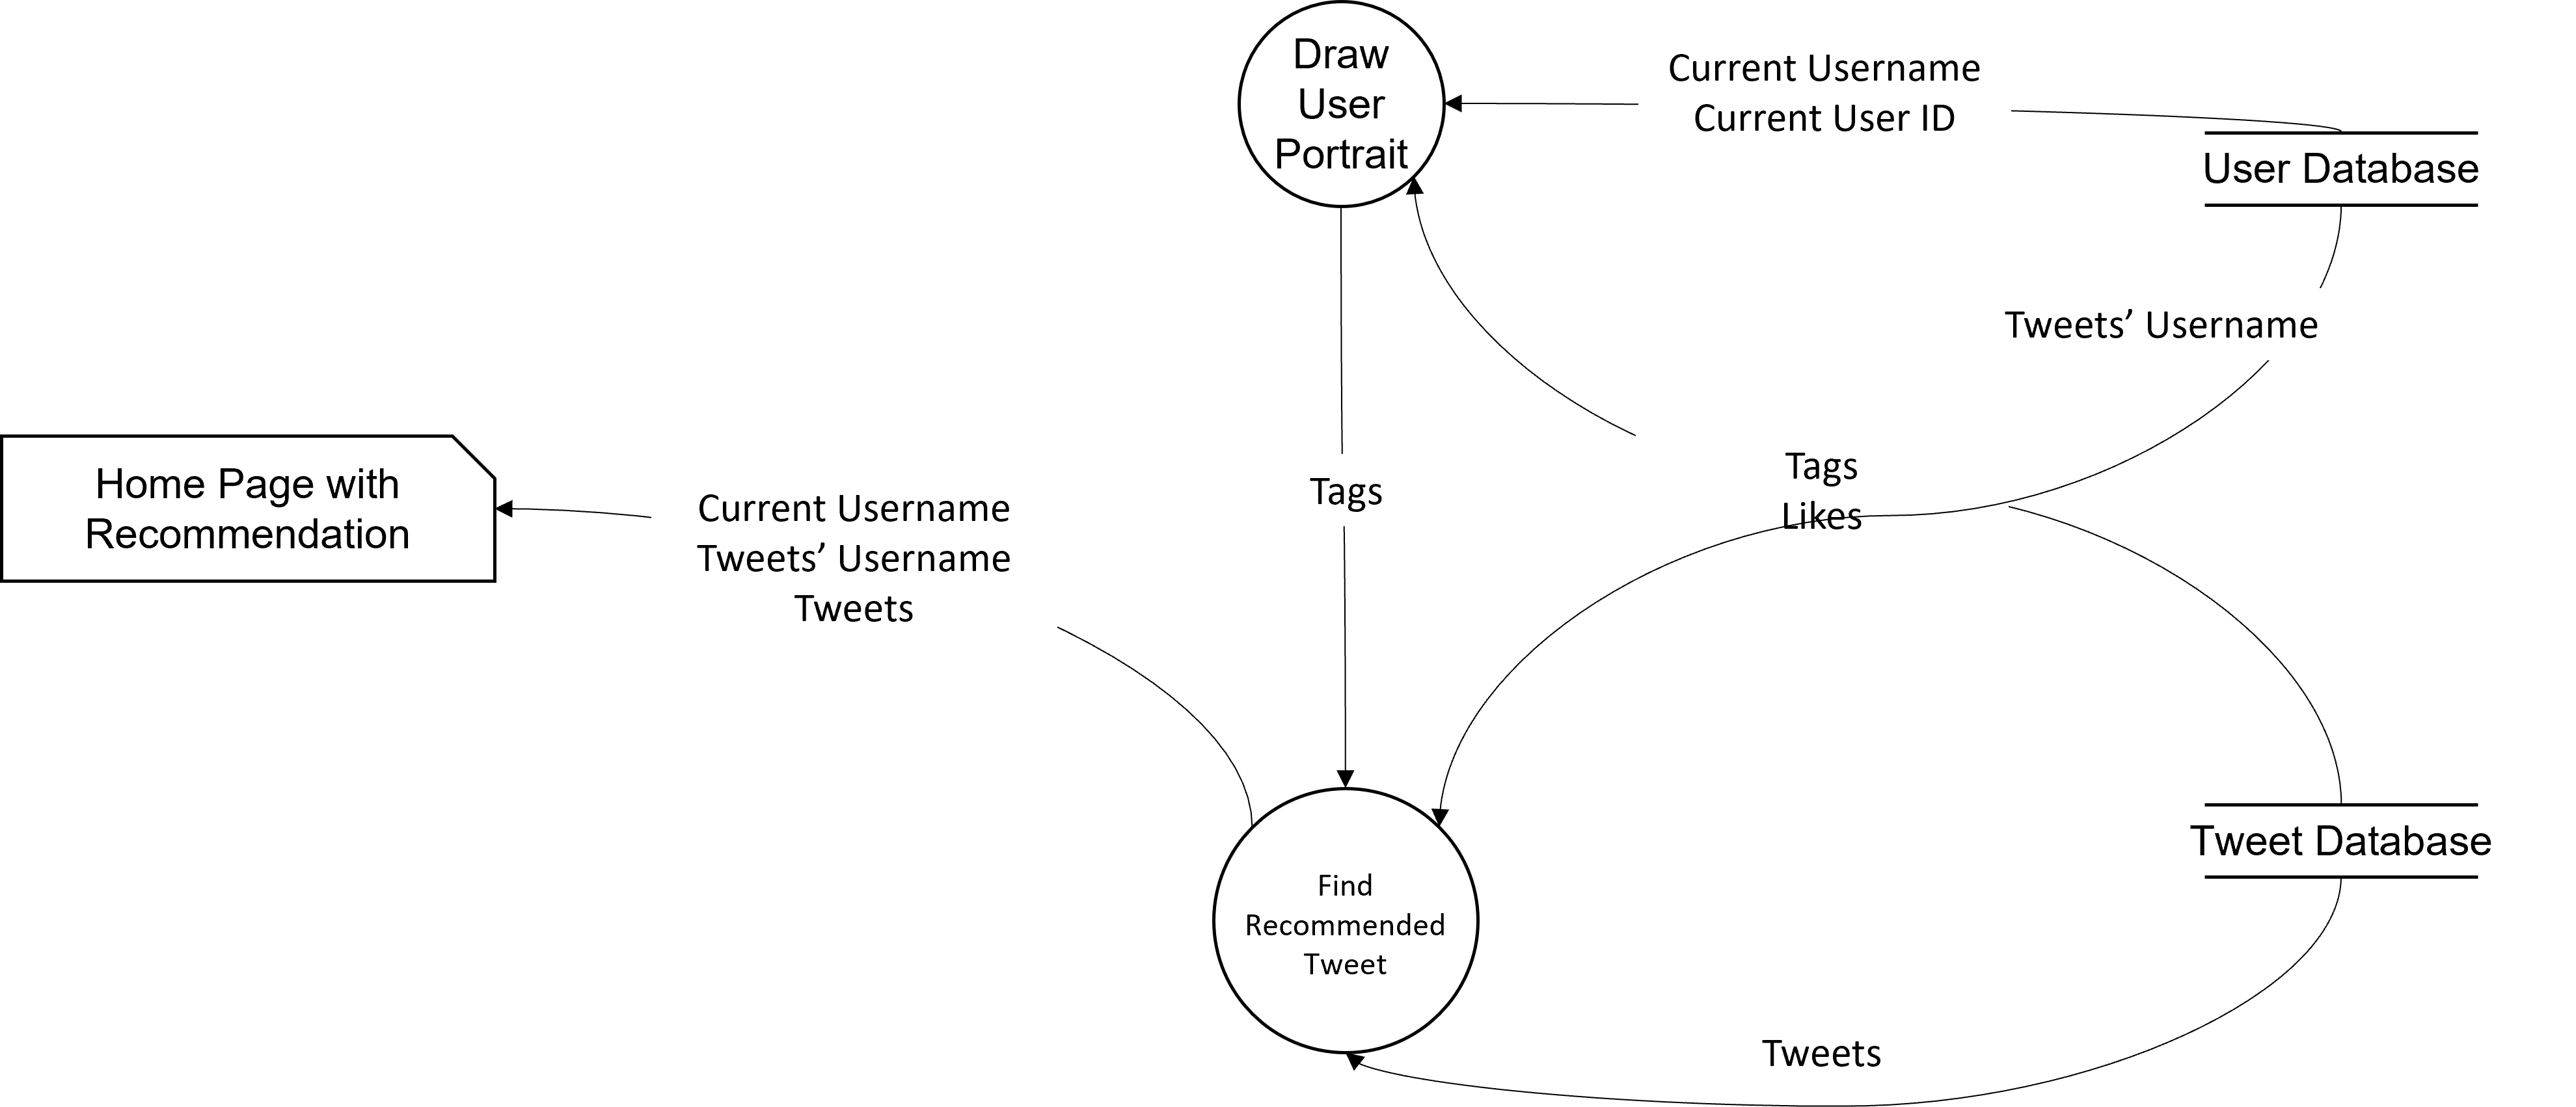 Draw
User
Portrait
Current Username
Current User ID
User Database
Tweets’ Username
Tags
Likes
Tags
Home Page with
Recommendation
Current Username
Tweets’ Username
Tweets
Tweet Database
Find
Recommended
Tweet
Tweets